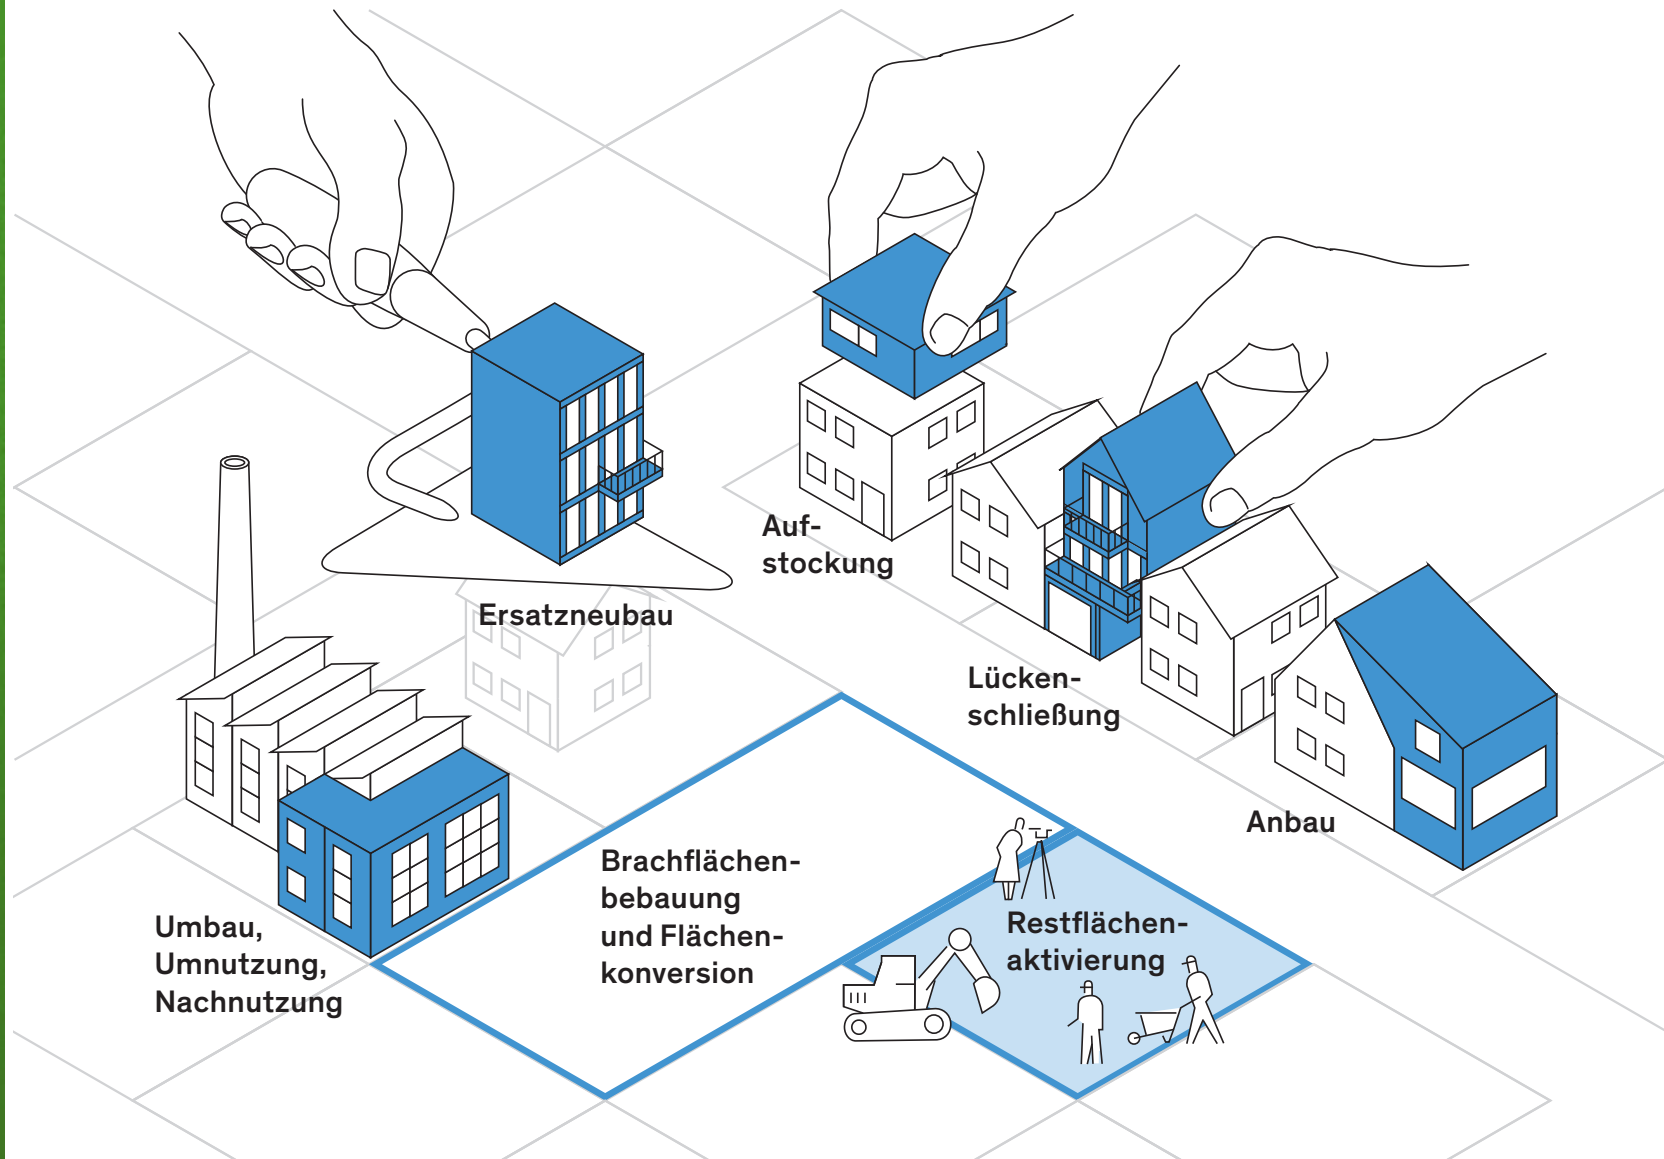 Auf-
stockung
Ersatzneubau
Lücken-
schließung
Anbau
Brachflächen-
bebauung
und Flächen-
konversion
Restflächen-
aktivierung
Umbau,
Umnutzung,
Nachnutzung